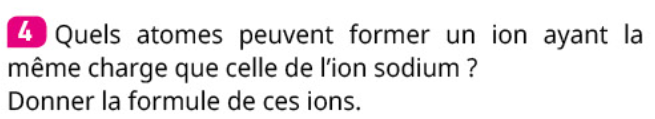 4 Quels atomes peuvent former un ion ayant la
même charge que celle de l'ion sodium ?
Donner la formule de ces ions.